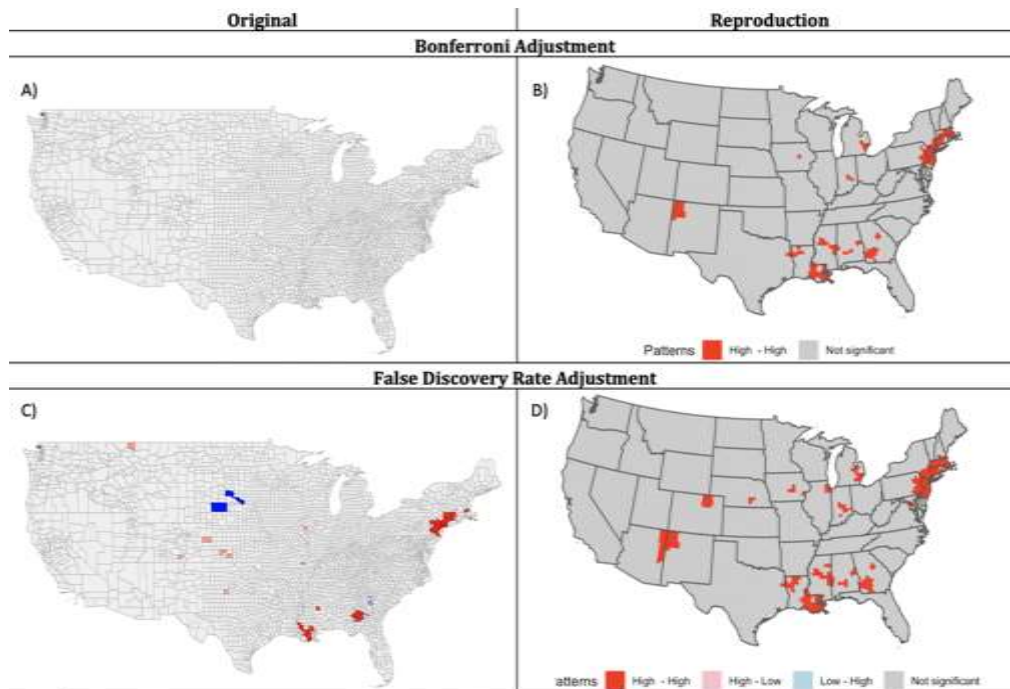 Original
Reproduction
Bonferroni Adjustment
A)
B)
Patterns High - High Not significant
False Discovery Rate Adjustment
C)
D)
atterns High - High High - Low Low - High Not significant